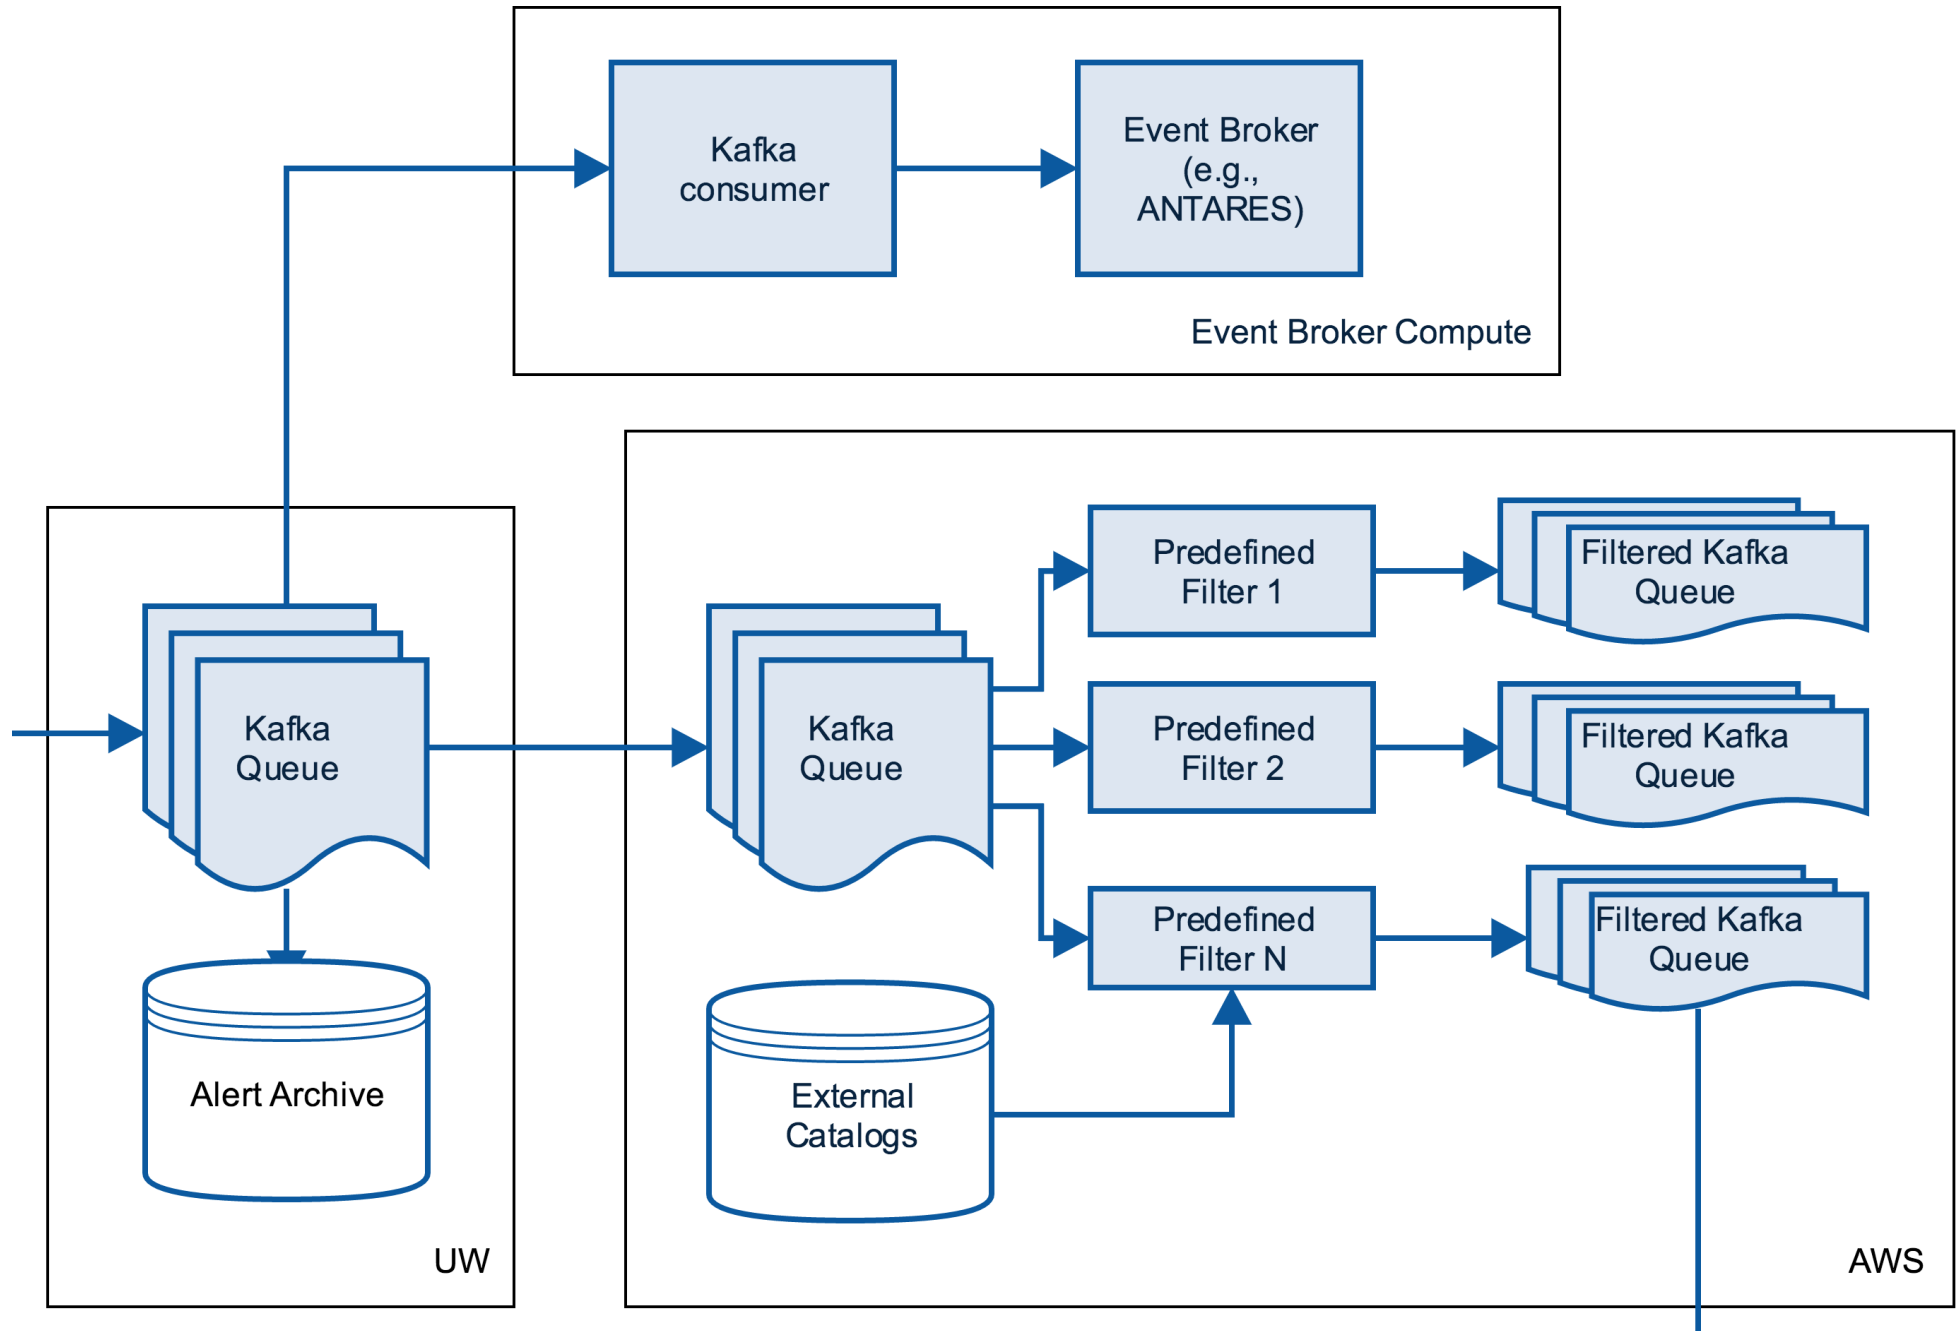 Kafka
consumer
Event Broker
(e.g.,
ANTARES)
Event Broker Compute
Kafka
Queue
Alert Archive
UW
Kafka
Queue
Predefined
Filter 1
Filtered Kafka
Queue
Predefined
Filter 2
Filtered Kafka
Queue
Predefined
Filter N
Filtered Kafka
Queue
External
Catalogs
AWS